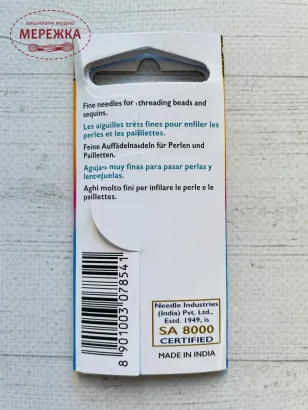 ВИШИВАТИ МОДНО
МЕРЕЖКА
Fine needles for threading beads and
sequins.
Les aiguilles très fines pour enfiler les
perles et les paillettes.
Feine Auffädelnadeln für Perlen und
Pailletten.
Agujas muy finas para pasar perlas y
lentejuelas.
Aghi molto fini per infilare le perle e le
paillettes.
8 901003 078541
Needle Industries
(India) Pvt. Ltd.,
Estd. 1949, is
SA 8000
CERTIFIED
MADE IN INDIA